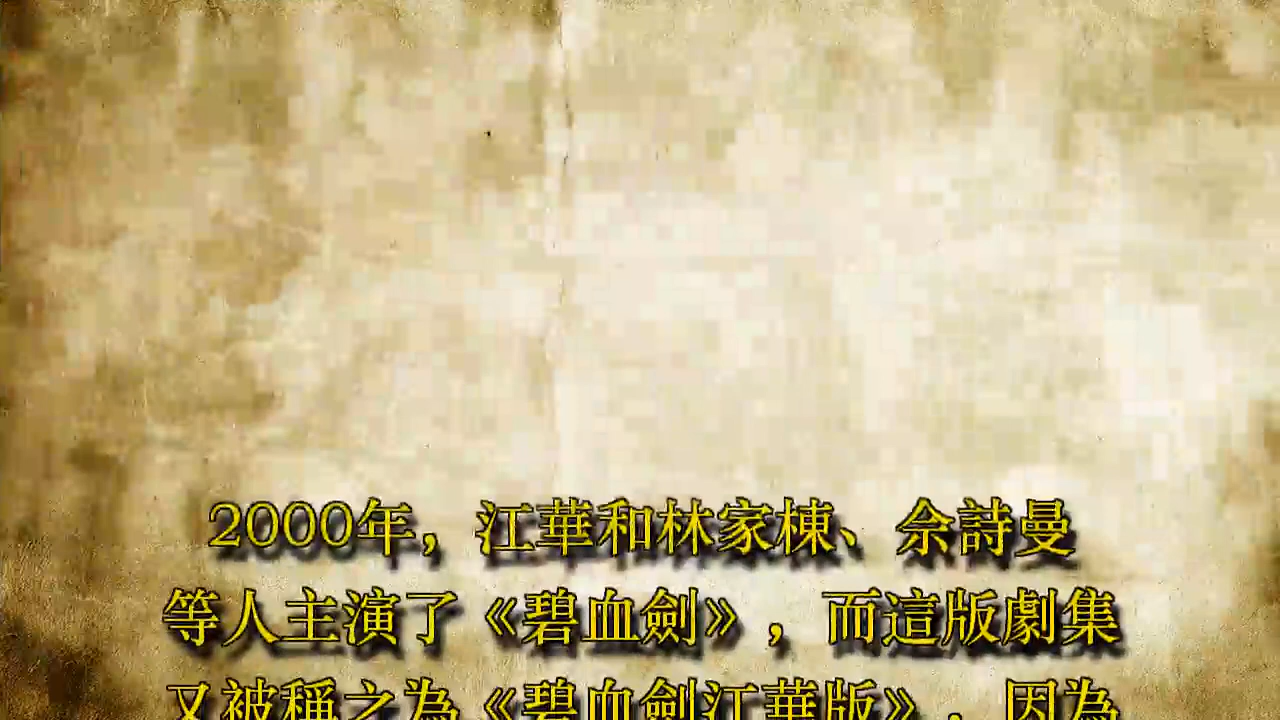 2000年，江華和林家棟、佘詩曼
等人主演了《碧血劍》，而這版劇集
又被稱之為《碧血劍江華版》，因為